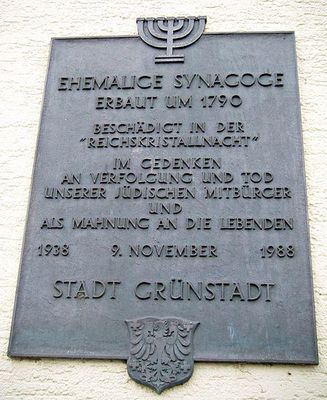 EHEMALIGE SYNAGOGE
ERBAUT UM 1790
BESCHÄDIGT IN DER
"REICHSKRISTALLNACHT"
IM GEDENKEN
AN VERFOLGUNG UND TOD
UNSERER JÜDISCHEN MITBÜRGER
UND
ALS MAHNUNG AN DIE LEBENDEN
1938 9. NOVEMBER 1988
STADT GRÜNSTADT